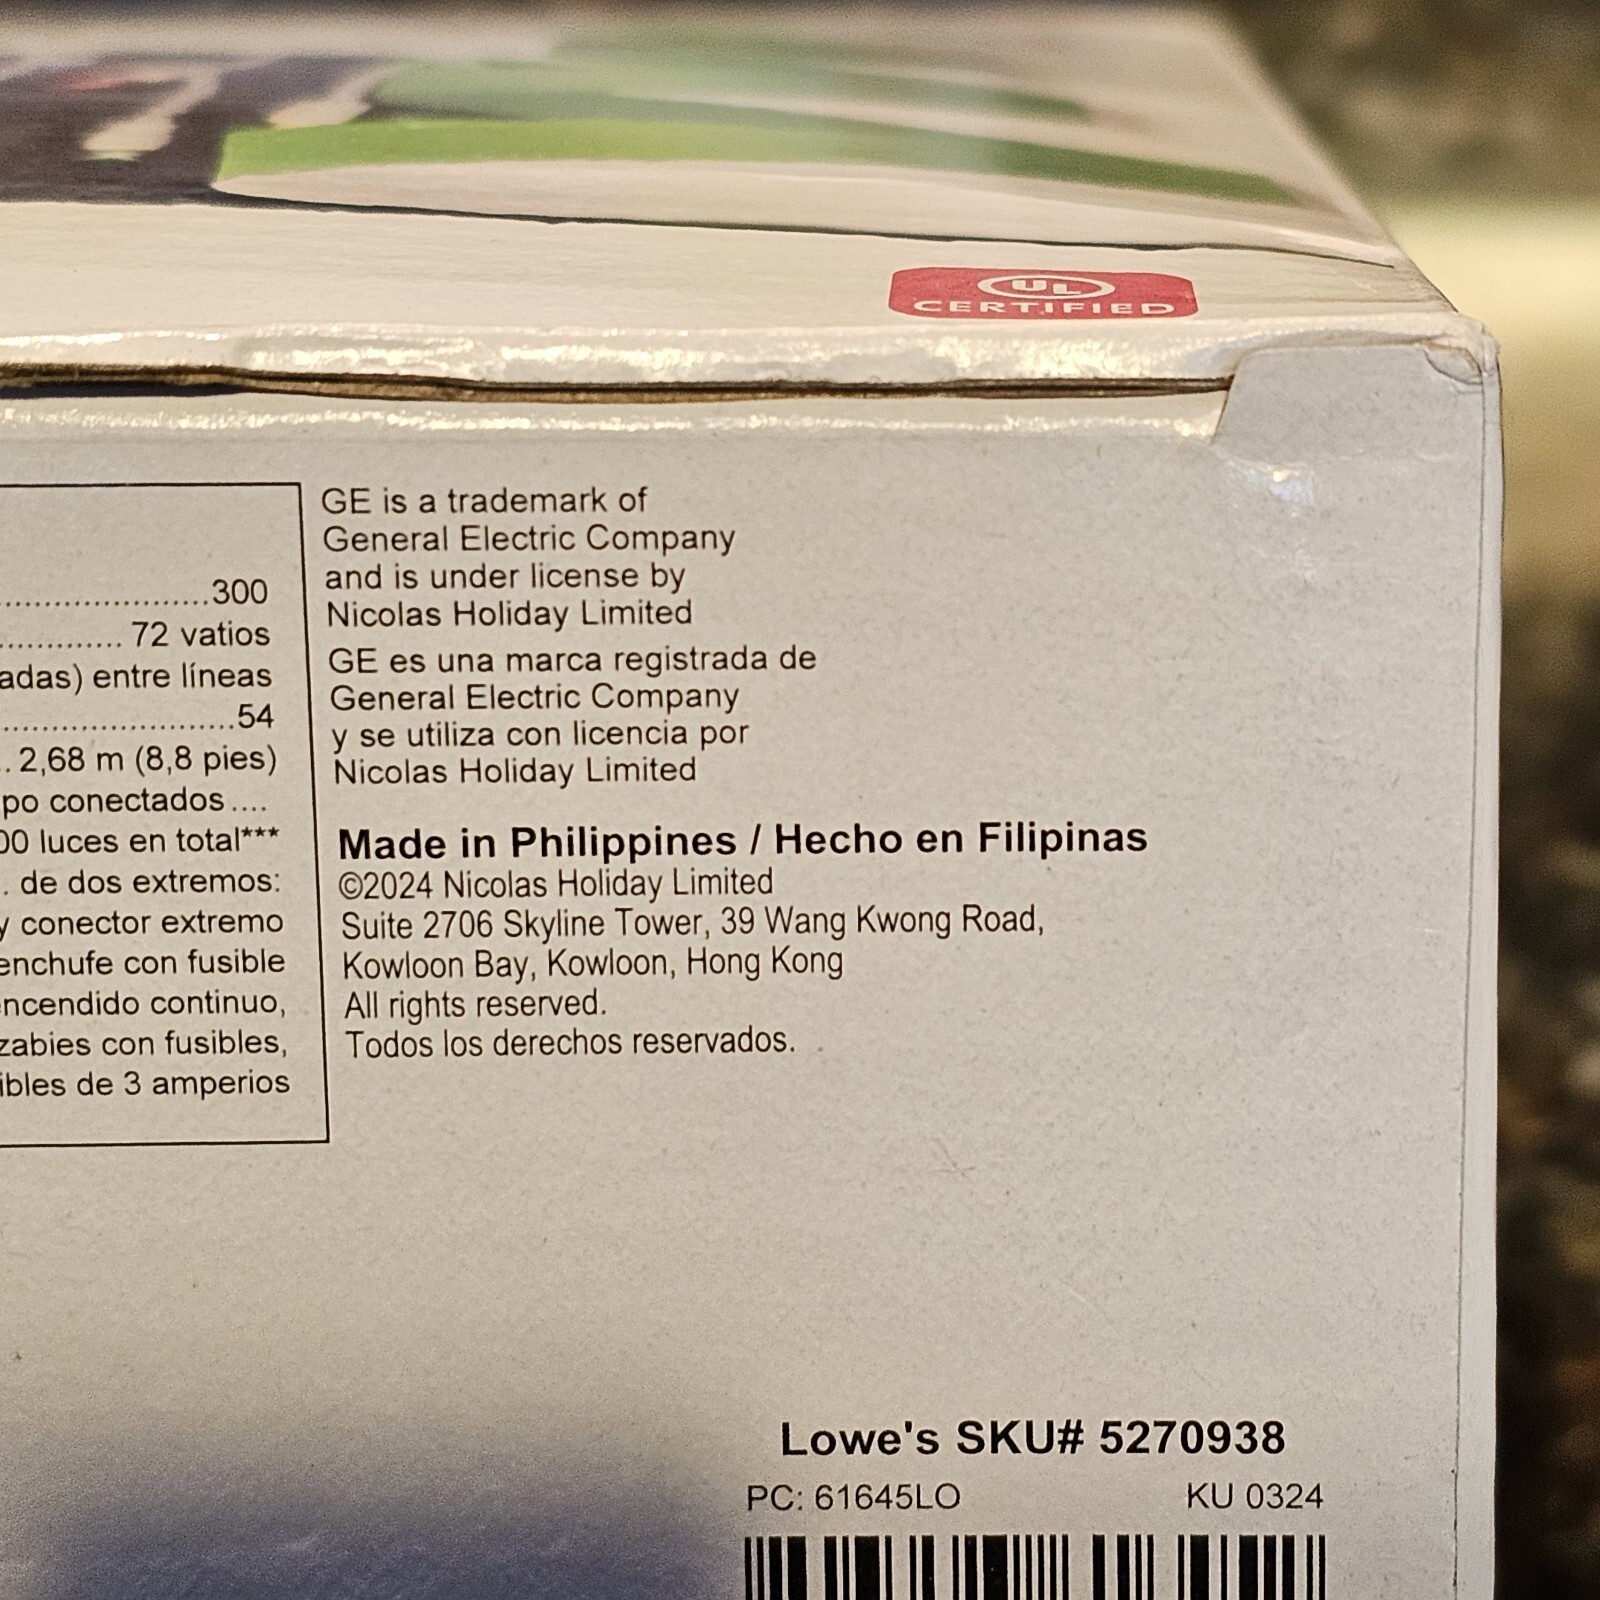 UL
CERTIFIED
300
72 vatios
adas) entre líneas
54
2,68 m (8,8 pies)
po conectados....
00 luces en total***
. de dos extremos:
y conector extremo
enchufe con fusible
encendido continuo,
zabies con fusibles,
ibles de 3 amperios
GE is a trademark of
General Electric Company
and is under license by
Nicolas Holiday Limited
GE es una marca registrada de
General Electric Company
y se utiliza con licencia por
Nicolas Holiday Limited
Made in Philippines / Hecho en Filipinas
©2024 Nicolas Holiday Limited
Suite 2706 Skyline Tower, 39 Wang Kwong Road,
Kowloon Bay, Kowloon, Hong Kong
All rights reserved.
Todos los derechos reservados.
Lowe's SKU# 5270938
PC: 61645LO KU 0324